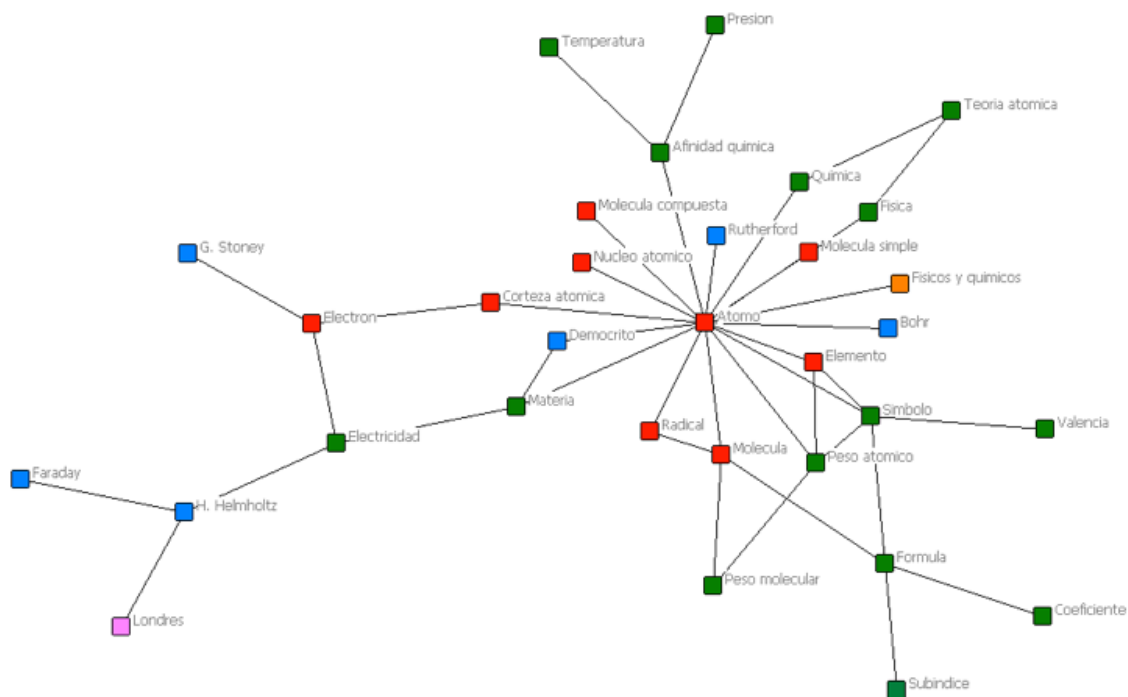 Presion
Temperatura
Teoria atomica
Afinidad quimica
Quimica
Molecula compuesta
Fisica
Rutherford
G. Stoney
Molecula simple
Nucleo atomico
Fisicos y quimicos
Corteza atomica
Electron
Atomo
Democrito
Bohr
Elemento
Materia
Simbolo
Valencia
Radical
Electricidad
Molecula
Peso atomico
Faraday
H. Helmholtz
Formula
Peso molecular
Coeficiente
Londres
Subindice